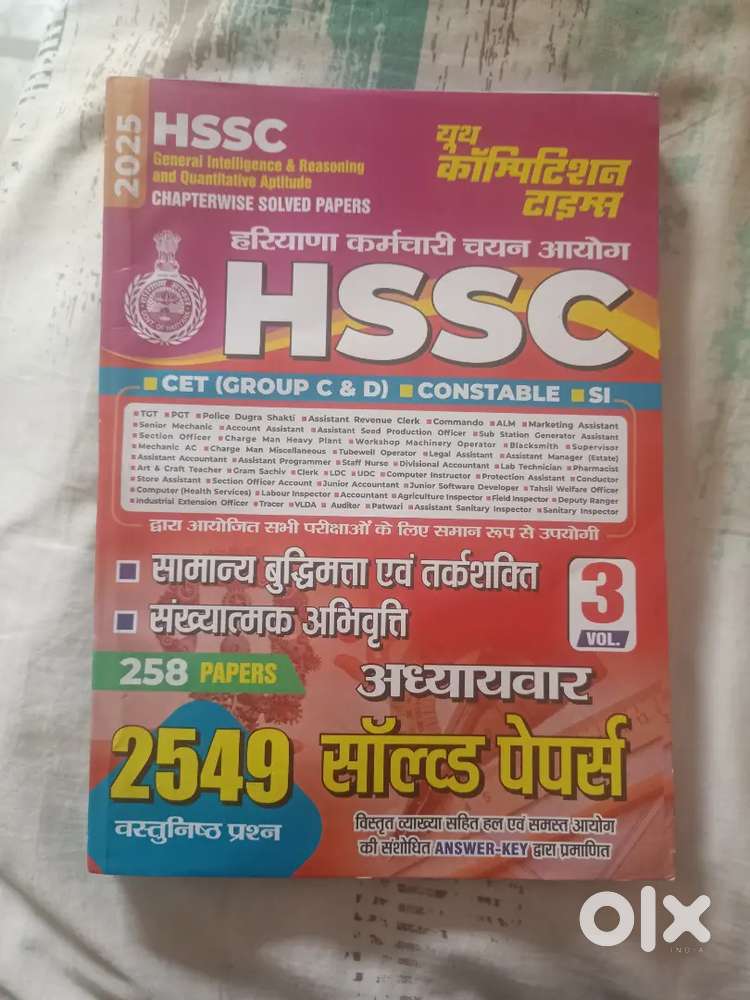 2025
HSSC
General Intelligence & Reasoning
and Quantitative Aptitude
CHAPTERWISE SOLVED PAPERS
यूथ
कॉम्पिटिशन
टाइम्स
हरियाणा कर्मचारी चयन आयोग
HSSC
CET (GROUP C & D) CONSTABLE SI
TGT PGT Police Dugra Shakti Assistant Revenue Clerk Commando ALM Marketing Assistant
Senior Mechanic Account Assistant Assistant Seed Production Officer Sub Station Generator Assistant
Section Officer Charge Man Heavy Plant Workshop Machinery Operator Blacksmith Supervisor
Mechanic AC Charge Man Miscellaneous Tubewell Operator Legal Assistant Assistant Manager (Estate)
Assistant Accountant Assistant Programmer Staff Nurse Divisional Accountant Lab Technician Pharmacist
Art & Craft Teacher Gram Sachiv Clerk LDC UDC Computer Instructor Protection Assistant Conductor
Store Assistant Section Officer Account Junior Accountant Junior Software Developer Tahsil Welfare Officer
Computer (Health Services) Labour Inspector Accountant Agriculture Inspector Field Inspector Deputy Ranger
Industrial Extension Officer Tracer VLDA Auditor Patwari Assistant Sanitary Inspector Sanitary Inspector
द्वारा आयोजित सभी परीक्षाओं के लिए समान रूप से उपयोगी
सामान्य बुद्धिमत्ता एवं तर्कशक्ति
संख्यात्मक अभिवृत्ति
3
VOL.
258 PAPERS
अध्यायवार
2549 सॉल्व्ड पेपर्स
वस्तुनिष्ठ प्रश्न
विस्तृत व्याख्या सहित हल एवं समस्त आयोग
की संशोधित ANSWER-KEY द्वारा प्रमाणित
olx
INDIA